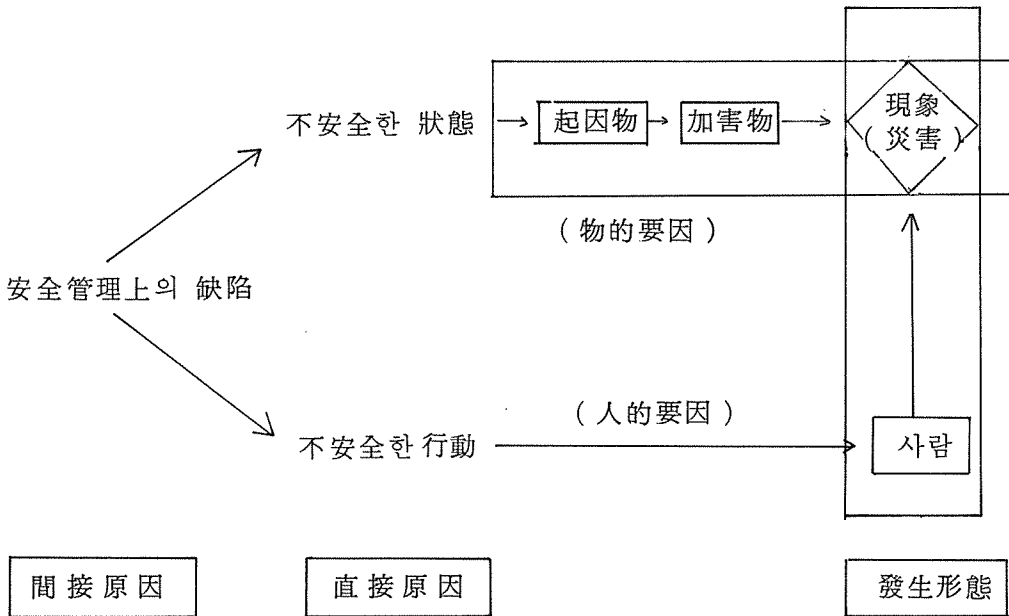 不安全한 狀態
起因物
加害物
現象
(災害)
(物的要因)
安全管理上의 缺陷
(人的要因)
不安全한 行動
사람
間接原因
直接原因
發生形態